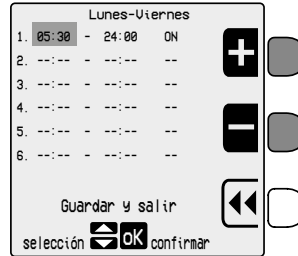 Lunes-Viernes
1. 05:30 - 24:00 ON
2. --:-- - --:-- --
3. --:-- - --:-- --
4. --:-- - --:-- --
5. --:-- - --:-- --
6. --:-- - --:-- --
Guardar y salir
selección OK confirmar